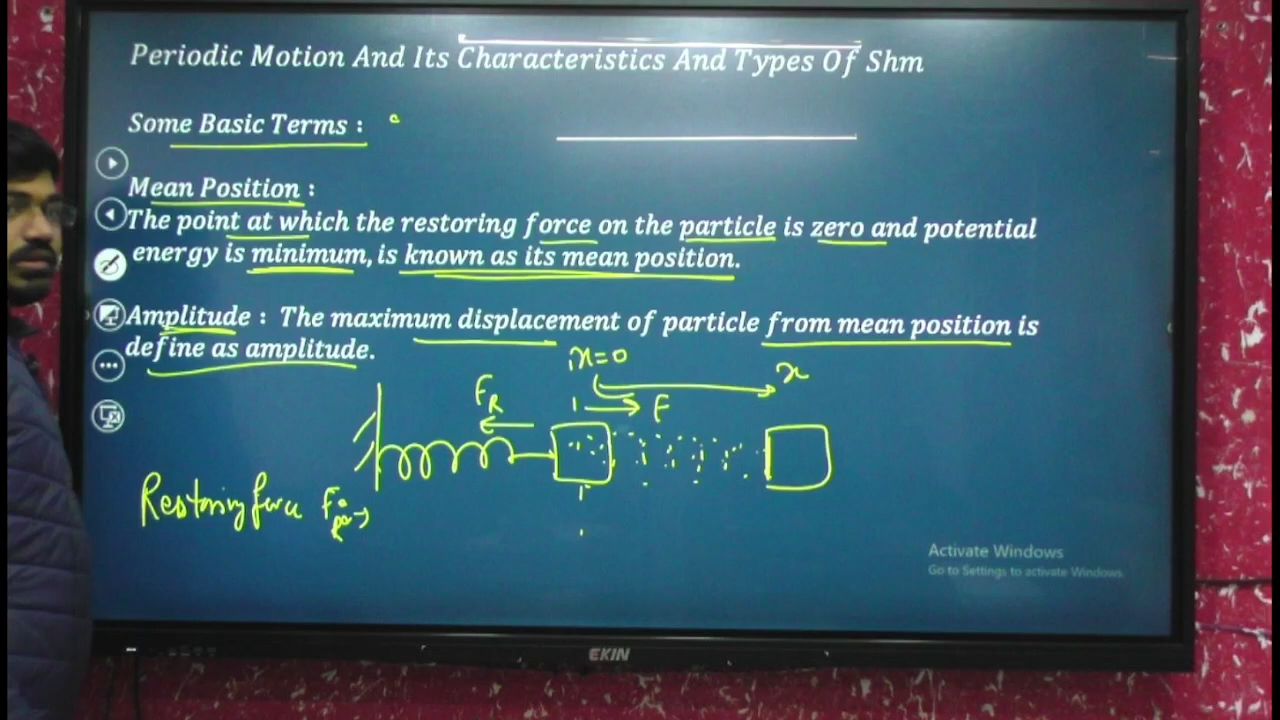 Periodic Motion And Its Characteristics And Types Of Shm
Some Basic Terms :
Mean Position :
The point at which the restoring force on the particle is zero and potential
energy is minimum, is known as its mean position.
Amplitude : The maximum displacement of particle from mean position is
define as amplitude.
x=0
x
F_R
F
Restoring force F_R→
Activate Windows
Go to Settings to activate Windows.
EKIN